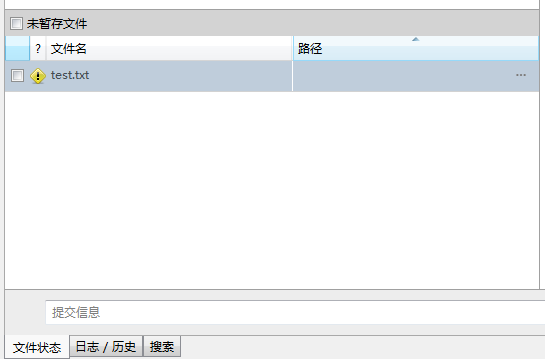 未暂存文件
? 文件名 路径
test.txt ...
提交信息
文件状态 日志 / 历史 搜索